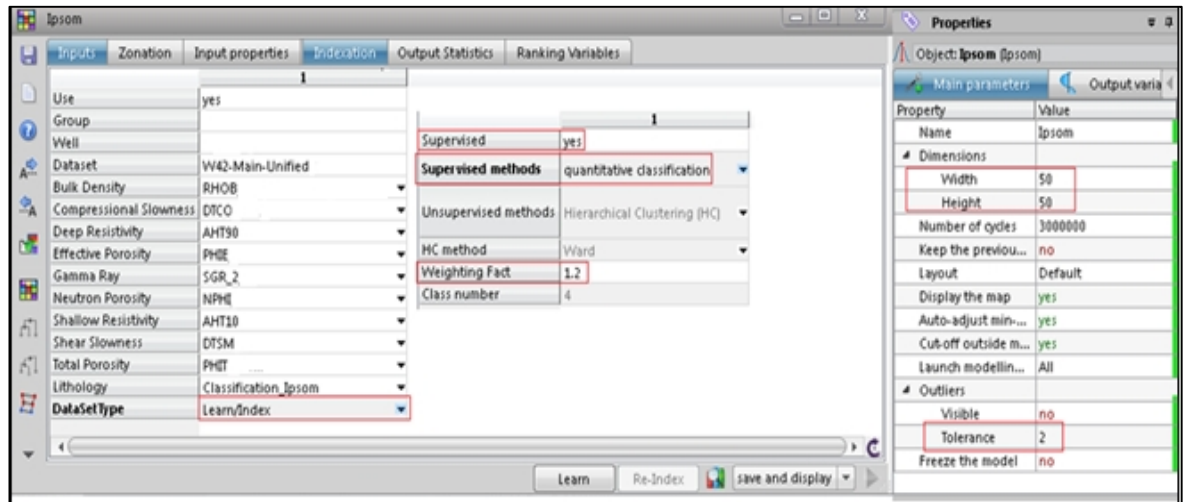 Ipsom
Inputs Zonation Input properties Indexation Output Statistics Ranking Variables
1
Use yes
Group
Well
Dataset W42-Main-Unified
Bulk Density RHOB
Compressional Slowness DTCO
Deep Resistivity AHT90
Effective Porosity PHIE
Gamma Ray SGR_2
Neutron Porosity NPHI
Shallow Resistivity AHT10
Shear Slowness DTSM
Total Porosity PHIT
Lithology Classification_Ipsom
DataSetType Learn/Index
1
Supervised yes
Supervised methods quantitative classification
Unsupervised methods Hierarchical Clustering (HC)
HC method Ward
Weighting Fact 1.2
Class number 4
Learn Re-Index save and display
Properties
Object: Ipsom (Ipsom)
Main parameters Output varia
Property Value
Name Ipsom
Dimensions
Width 50
Height 50
Number of cycles 3000000
Keep the previou... no
Layout Default
Display the map yes
Auto-adjust min-... yes
Cut-off outside m... yes
Launch modellin... All
Outliers
Visible no
Tolerance 2
Freeze the model no